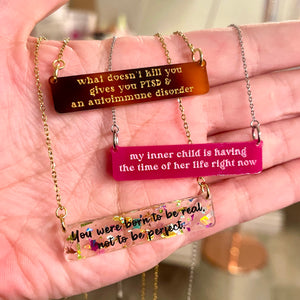 what doesn't kill you
gives you PTSD &
an autoimmune disorder
my inner child is having
the time of her life right now
You were born to be real,
not to be perfect.